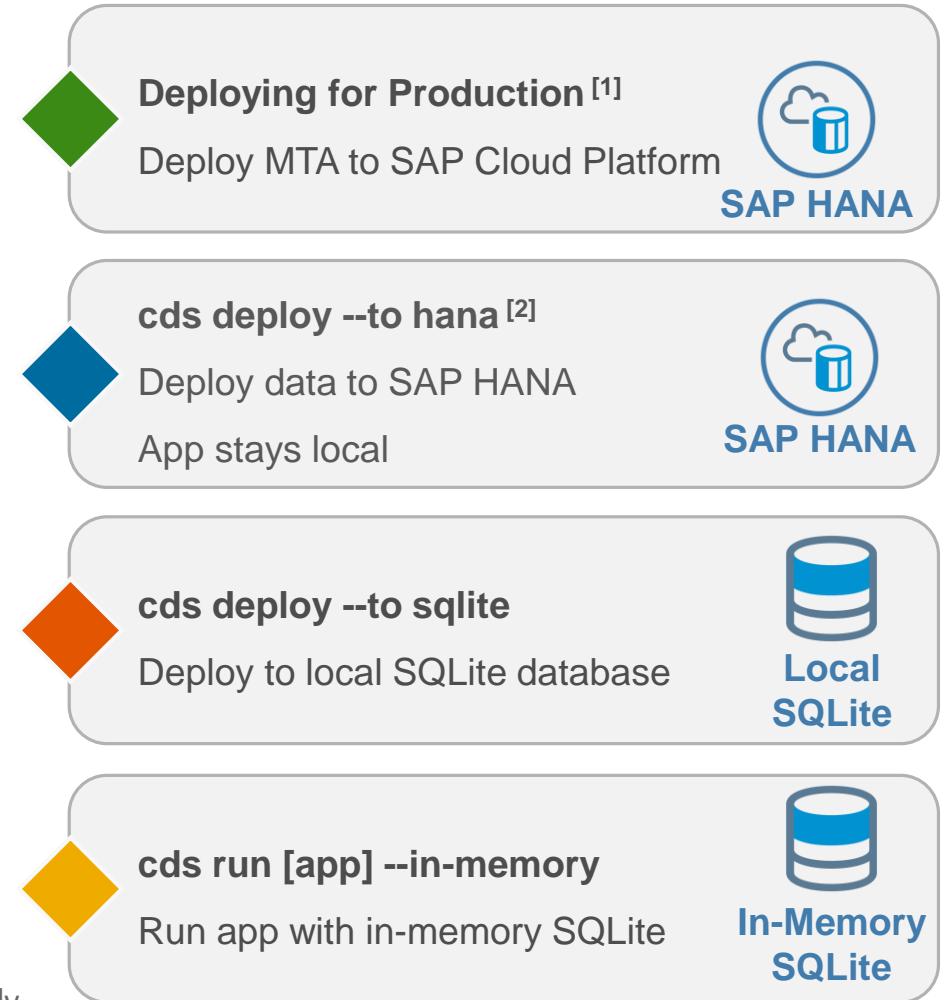 Deploying for Production [1]
Deploy MTA to SAP Cloud Platform
SAP HANA
cds deploy --to hana [2]
Deploy data to SAP HANA
App stays local
SAP HANA
cds deploy --to sqlite
Deploy to local SQLite database
Local
SQLite
cds run [app] --in-memory
Run app with in-memory SQLite
In-Memory
SQLite